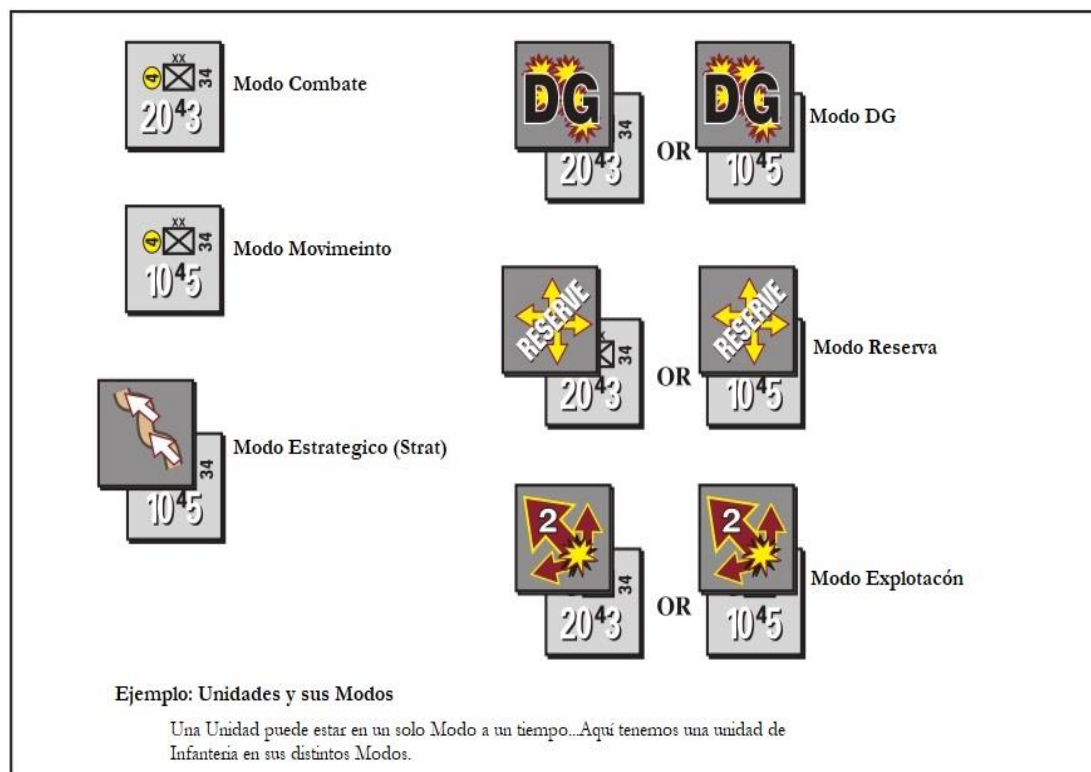 XX
4
34
20 4 3
Modo Combate
XX
4
34
10 4 5
Modo Movimeinto
34
10 4 5
Modo Estrategico (Strat)
DG
34
20 4 3
OR
DG
10 4 5
Modo DG
RESERVE
X
34
20 4 3
OR
RESERVE
10 4 5
Modo Reserva
2
34
20 4 3
OR
2
10 4 5
Modo Explotacón
Ejemplo: Unidades y sus Modos
Una Unidad puede estar en un solo Modo a un tiempo...Aquí tenemos una unidad de
Infanteria en sus distintos Modos.